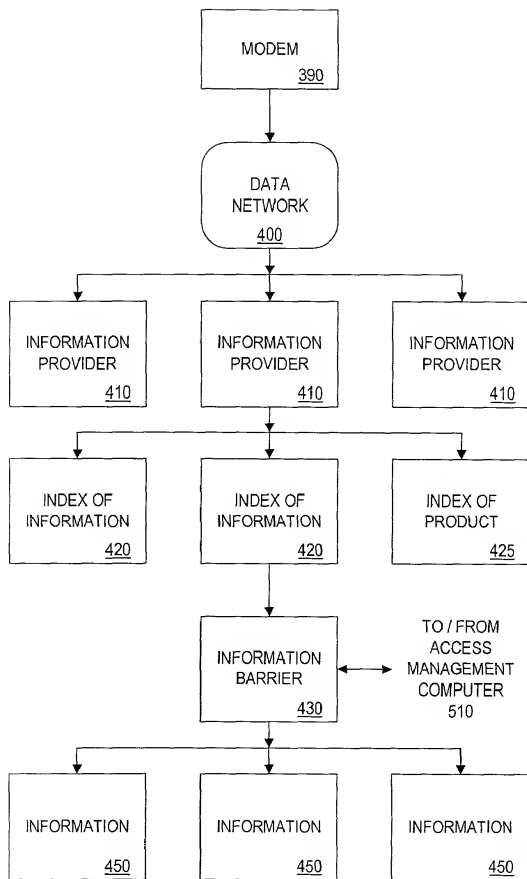 MODEM
390
DATA
NETWORK
400
INFORMATION
PROVIDER
410
INFORMATION
PROVIDER
410
INFORMATION
PROVIDER
410
INDEX OF
INFORMATION
420
INDEX OF
INFORMATION
420
INDEX OF
PRODUCT
425
INFORMATION
BARRIER
430
TO / FROM
ACCESS
MANAGEMENT
COMPUTER
510
INFORMATION
450
INFORMATION
450
INFORMATION
450